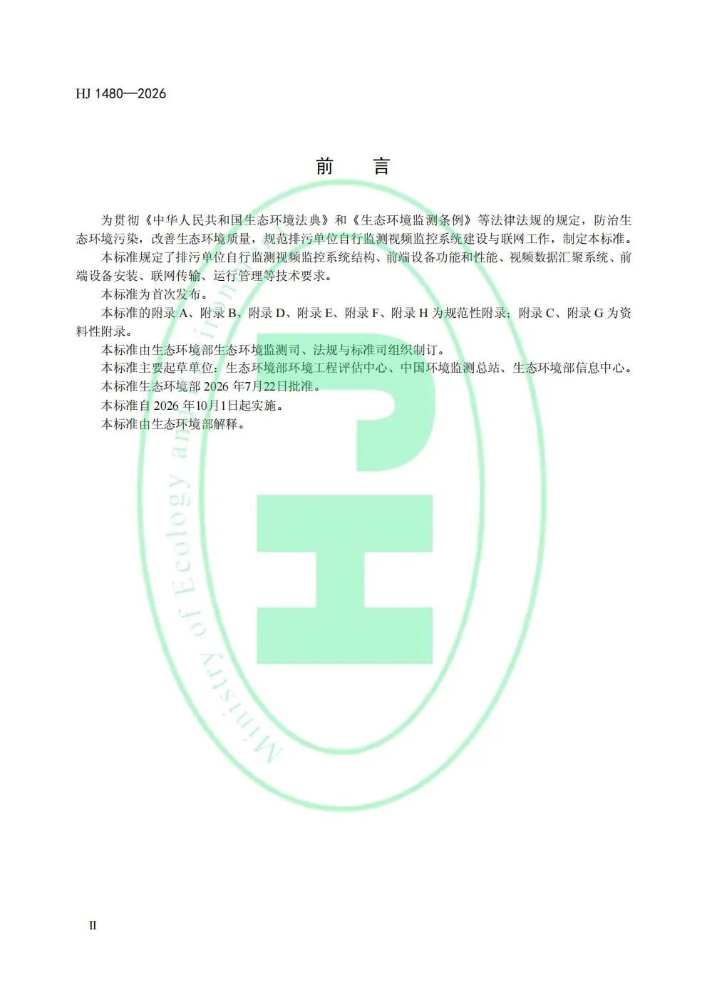 HJ 1480—2026
前 言
为贯彻《中华人民共和国生态环境法典》和《生态环境监测条例》等法律法规的规定，防治生
态环境污染，改善生态环境质量，规范排污单位自行监测视频监控系统建设与联网工作，制定本标准。
本标准规定了排污单位自行监测视频监控系统结构、前端设备功能和性能、视频数据汇聚系统、前
端设备安装、联网传输、运行管理等技术要求。
本标准为首次发布。
本标准的附录 A、附录 B、附录 D、附录 E、附录 F、附录 H 为规范性附录；附录 C、附录 G 为资
料性附录。
本标准由生态环境部生态环境监测司、法规与标准司组织制订。
本标准主要起草单位：生态环境部环境工程评估中心、中国环境监测总站、生态环境部信息中心。
本标准生态环境部 2026 年7月22日批准。
本标准自 2026 年10月1日起实施。
本标准由生态环境部解释。
Ministry of Ecology and Environment
II